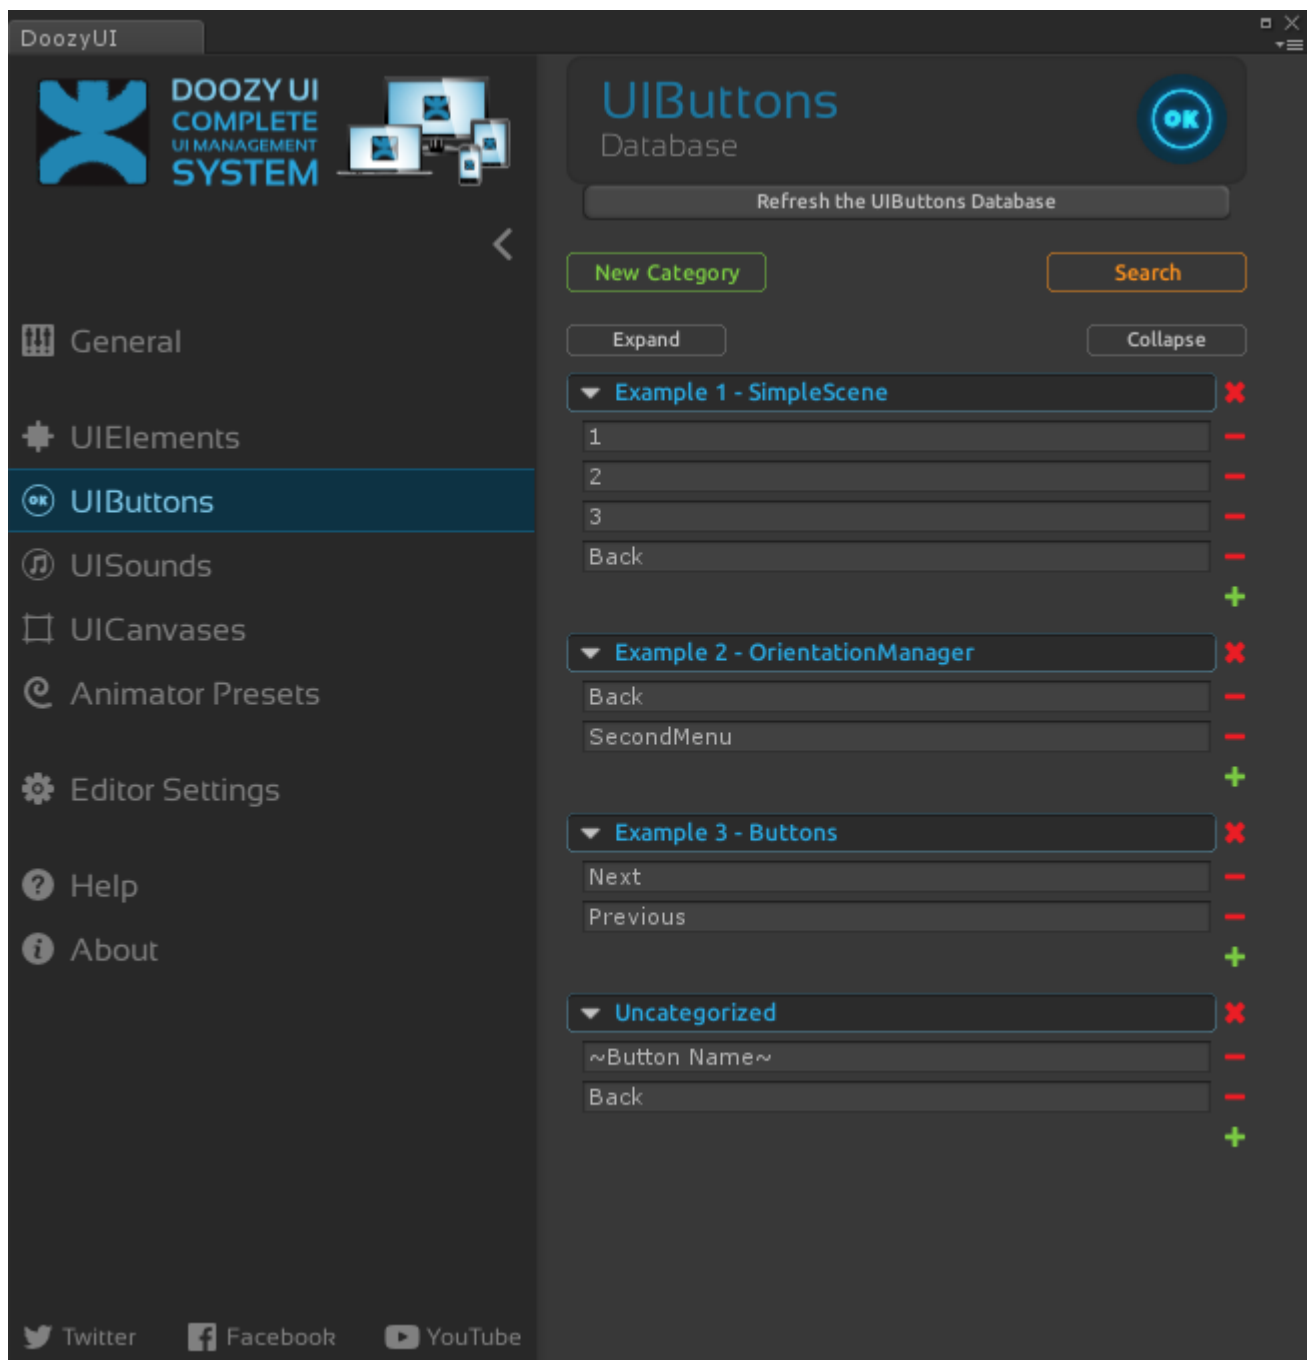 DoozyUI
DOOZY UI
COMPLETE
UI MANAGEMENT
SYSTEM
General
UIElements
OK UIButtons
UISounds
UICanvases
Animator Presets
Editor Settings
Help
About
Twitter Facebook YouTube
UIButtons
Database
OK
Refresh the UIButtons Database
New Category Search
Expand Collapse
Example 1 - SimpleScene
1
2
3
Back
Example 2 - OrientationManager
Back
SecondMenu
Example 3 - Buttons
Next
Previous
Uncategorized
~Button Name~
Back